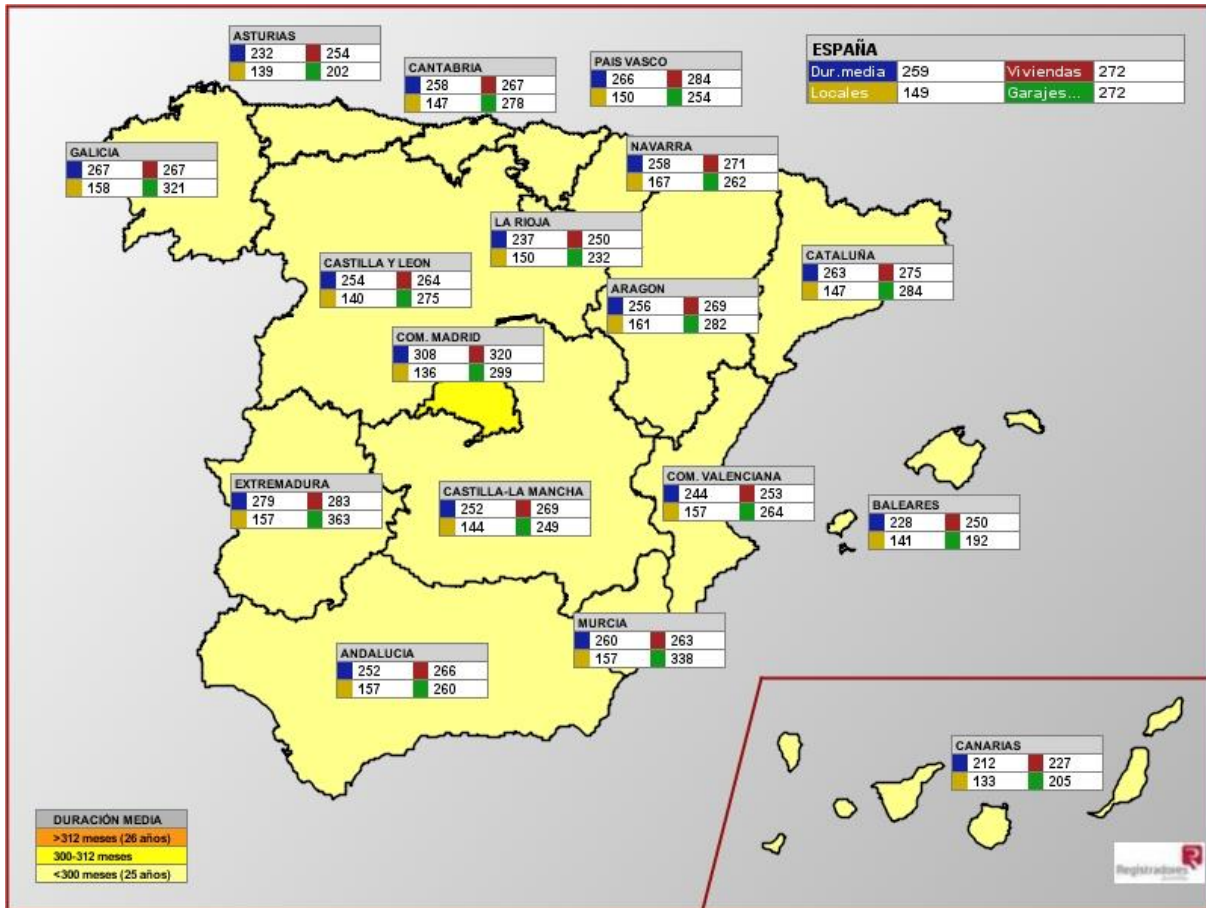 ASTURIAS
232 254
139 202
CANTABRIA
258 267
147 278
PAIS VASCO
266 284
150 254
ESPAÑA
Dur.media 259 Viviendas 272
Locales 149 Garajes... 272
GALICIA
267 267
158 321
NAVARRA
258 271
167 262
LA RIOJA
237 250
150 232
CASTILLA Y LEON
254 264
140 275
CATALUÑA
263 275
147 284
ARAGON
256 269
161 282
COM. MADRID
308 320
136 299
EXTREMADURA
279 283
157 363
CASTILLA-LA MANCHA
252 269
144 249
COM. VALENCIANA
244 253
157 264
BALEARES
228 250
141 192
MURCIA
260 263
157 338
ANDALUCIA
252 266
157 260
CANARIAS
212 227
133 205
DURACIÓN MEDIA
>312 meses (26 años)
300-312 meses
<300 meses (25 años)
Registradores